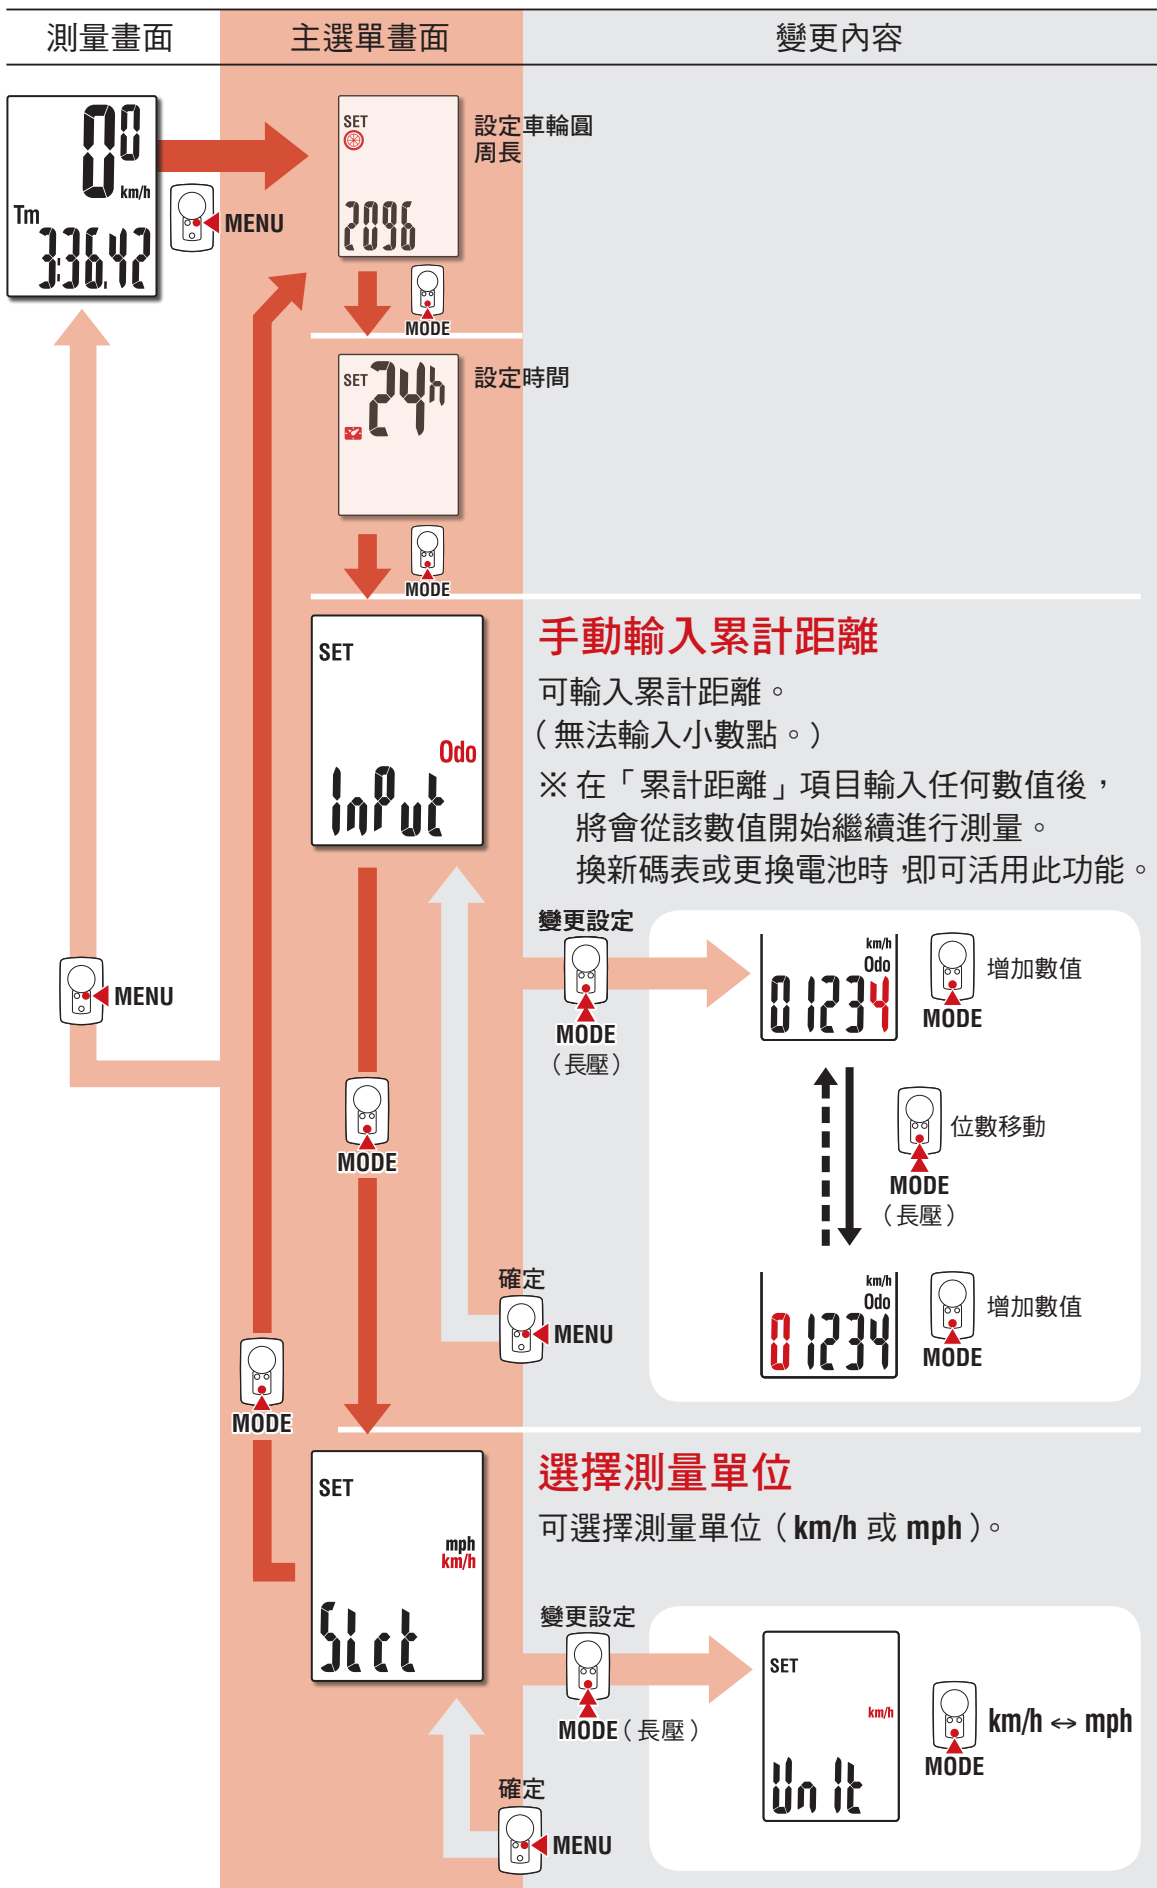 測量畫面
主選單畫面
變更內容
0 0
km/h
Tm
3:36.42
MENU
SET
2096
設定車輪圓
周長
MODE
SET
24h
設定時間
MODE
SET
Odo
InPut
手動輸入累計距離
可輸入累計距離。
（無法輸入小數點。）
※ 在「累計距離」項目輸入任何數值後，
將會從該數值開始繼續進行測量。
換新碼表或更換電池時，即可活用此功能。
變更設定
MODE
（長壓）
km/h
Odo
01234
增加數值
MODE
MENU
位數移動
MODE
（長壓）
MODE
確定
MENU
km/h
Odo
01234
增加數值
MODE
MODE
SET
mph
km/h
Slct
選擇測量單位
可選擇測量單位（km/h 或 mph）。
變更設定
MODE（長壓）
SET
km/h
UnIt
km/h ↔ mph
MODE
確定
MENU